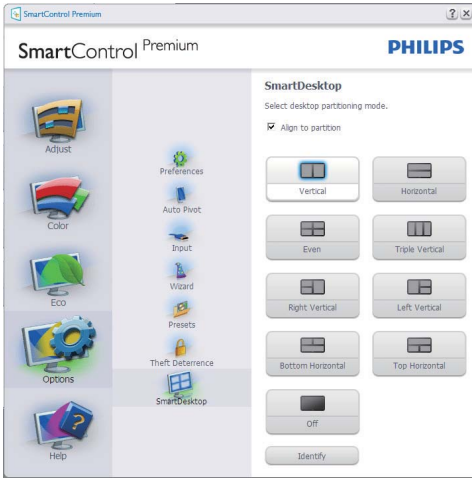 SmartControl Premium
SmartControl Premium
PHILIPS
Adjust
Color
Eco
Options
Help
Preferences
Auto Pivot
Input
Wizard
Presets
Theft Deterrence
SmartDesktop
SmartDesktop
Select desktop partitioning mode.
Align to partition
Vertical
Horizontal
Even
Triple Vertical
Right Vertical
Left Vertical
Bottom Horizontal
Top Horizontal
Off
Identify